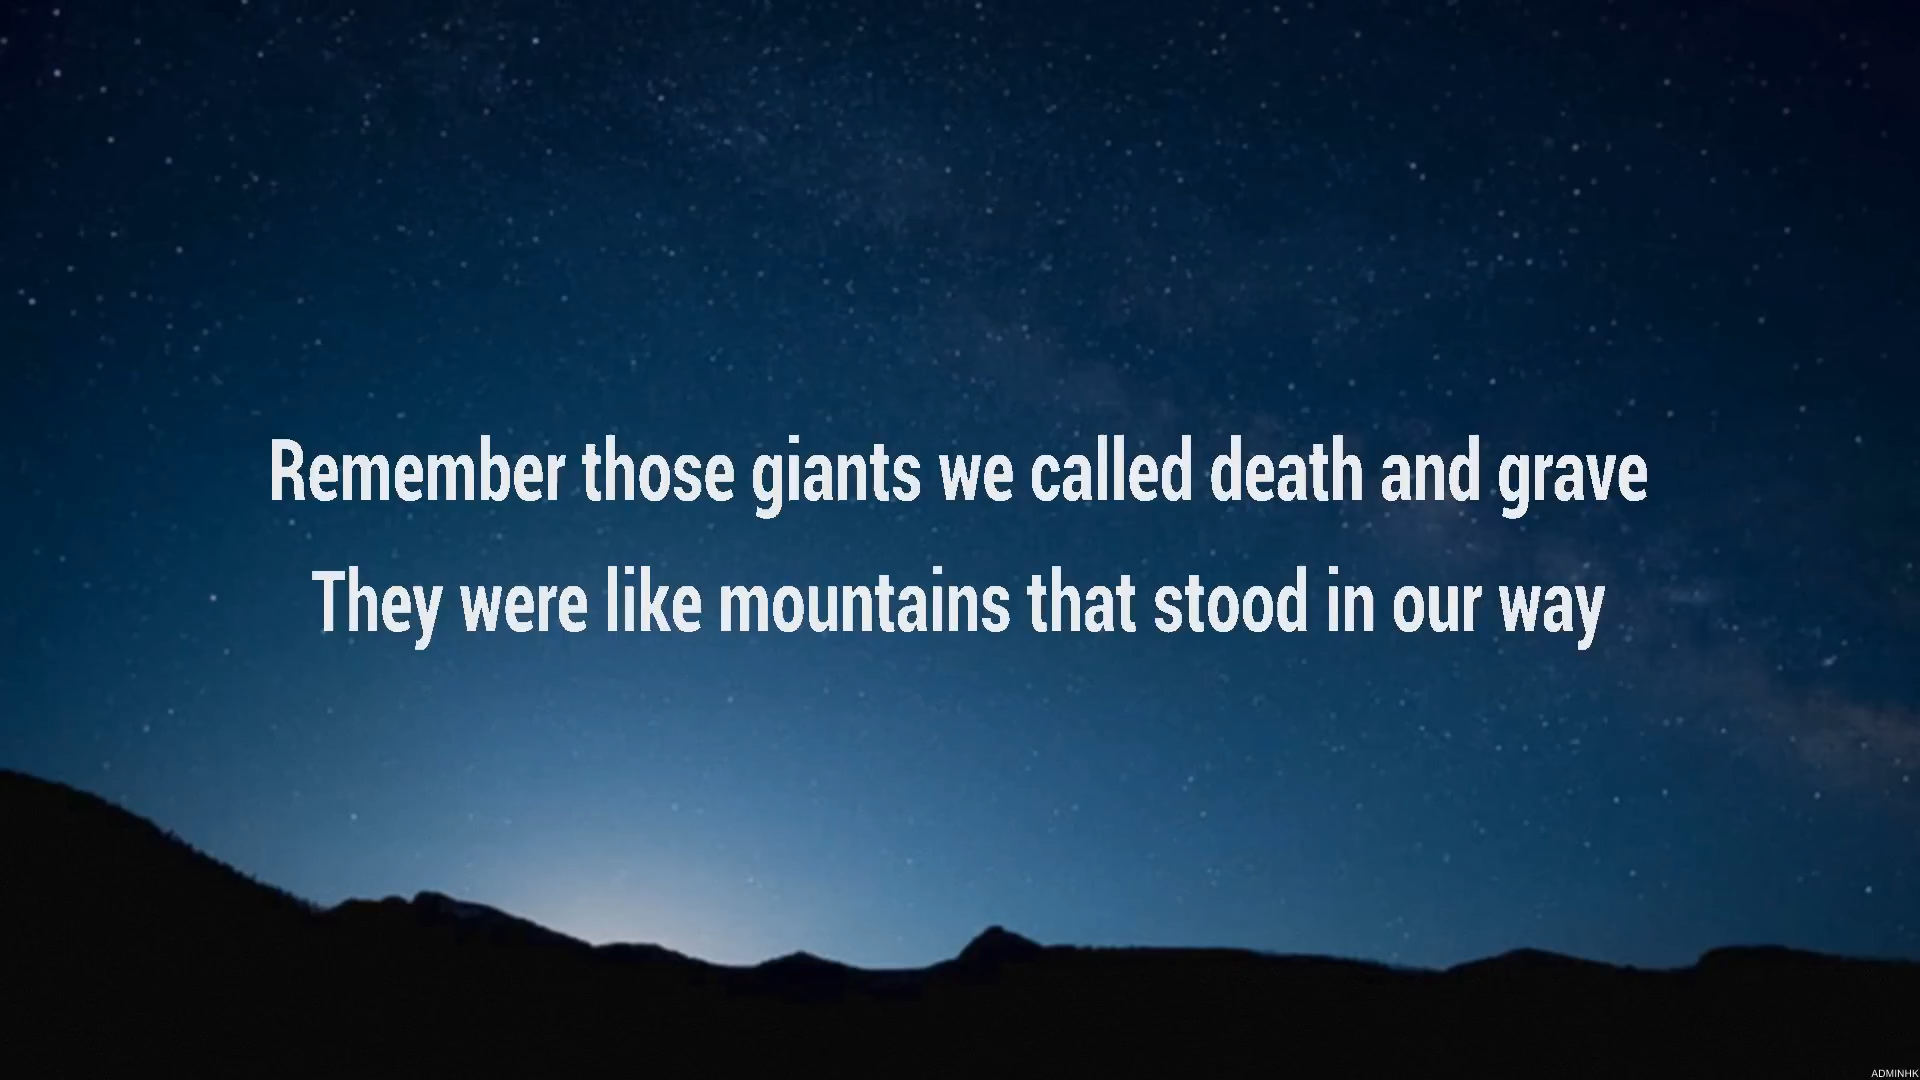 Remember those giants we called death and grave
They were like mountains that stood in our way
ADMINHK